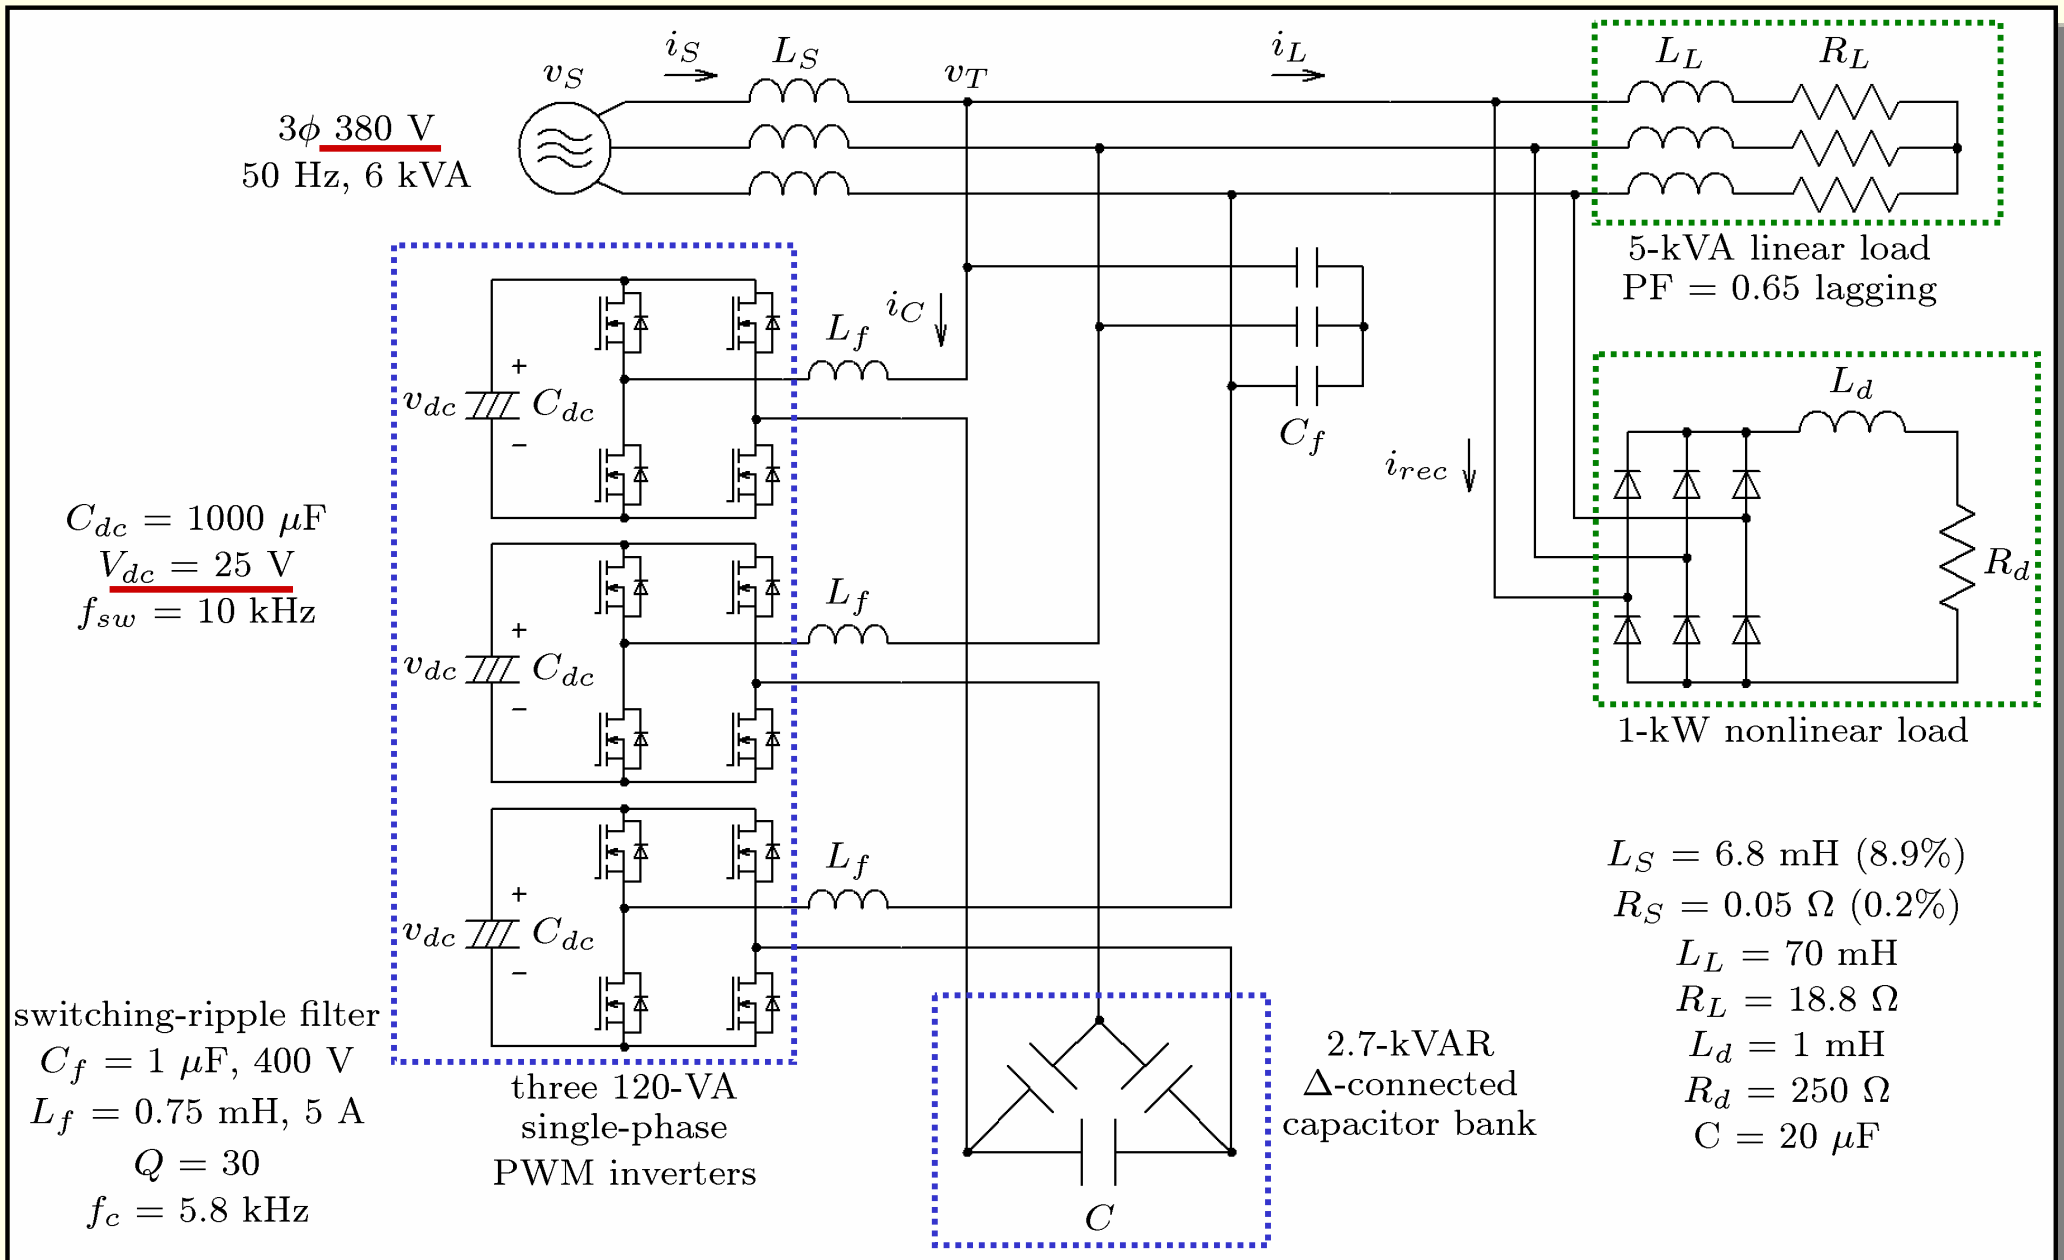 v_S
i_S
L_S
v_T
i_L
L_L
R_L
3ϕ 380 V
50 Hz, 6 kVA
5-kVA linear load
PF = 0.65 lagging
i_C
L_f
+
v_dc
C_dc
−
C_f
i_rec
L_d
R_d
1-kW nonlinear load
C_dc = 1000 μF
V_dc = 25 V
f_sw = 10 kHz
+
v_dc
C_dc
−
L_f
+
v_dc
C_dc
−
L_f
three 120-VA
single-phase
PWM inverters
switching-ripple filter
C_f = 1 μF, 400 V
L_f = 0.75 mH, 5 A
Q = 30
f_c = 5.8 kHz
C
2.7-kVAR
Δ-connected
capacitor bank
L_S = 6.8 mH (8.9%)
R_S = 0.05 Ω (0.2%)
L_L = 70 mH
R_L = 18.8 Ω
L_d = 1 mH
R_d = 250 Ω
C = 20 μF